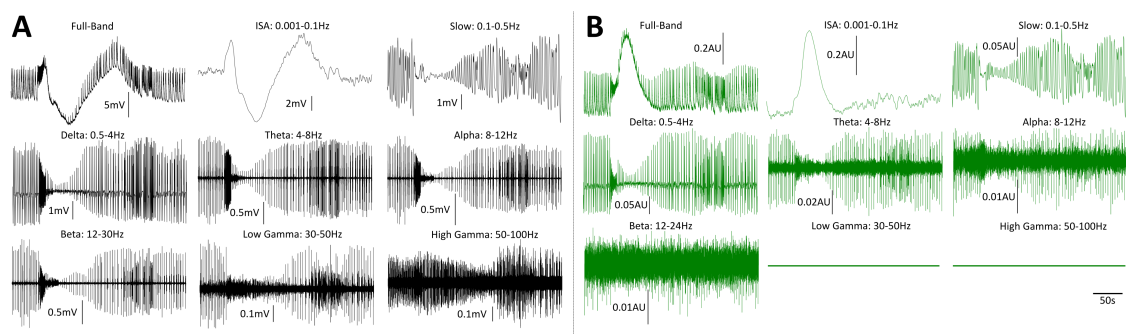 A
Full-Band
ISA: 0.001-0.1Hz
Slow: 0.1-0.5Hz
5mV
2mV
1mV
Delta: 0.5-4Hz
Theta: 4-8Hz
Alpha: 8-12Hz
1mV
0.5mV
0.5mV
Beta: 12-30Hz
Low Gamma: 30-50Hz
High Gamma: 50-100Hz
0.5mV
0.1mV
0.1mV
B
Full-Band
ISA: 0.001-0.1Hz
Slow: 0.1-0.5Hz
0.2AU
0.2AU
0.05AU
Delta: 0.5-4Hz
Theta: 4-8Hz
Alpha: 8-12Hz
0.05AU
0.02AU
0.01AU
Beta: 12-24Hz
Low Gamma: 30-50Hz
High Gamma: 50-100Hz
0.01AU
50s